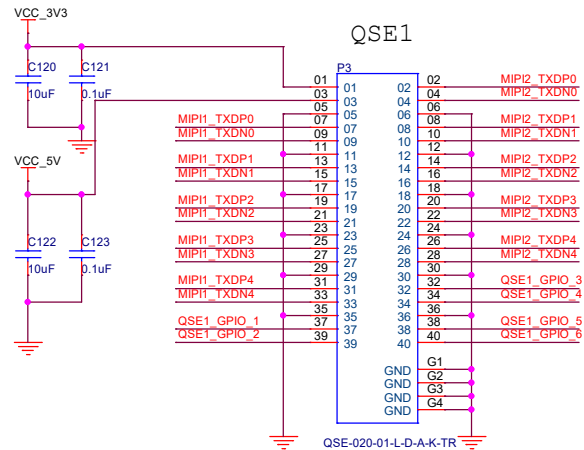 VCC_3V3
QSE1
P3
C120
C121
10uF
0.1uF
VCC_5V
C122
C123
10uF
0.1uF
01 01 02 02 MIPI2_TXDP0
03 03 04 04 MIPI2_TXDN0
05 05 06 06
MIPI1_TXDP0 07 07 08 08 MIPI2_TXDP1
MIPI1_TXDN0 09 09 10 10 MIPI2_TXDN1
11 11 12 12
MIPI1_TXDP1 13 13 14 14 MIPI2_TXDP2
MIPI1_TXDN1 15 15 16 16 MIPI2_TXDN2
17 17 18 18
MIPI1_TXDP2 19 19 20 20 MIPI2_TXDP3
MIPI1_TXDN2 21 21 22 22 MIPI2_TXDN3
23 23 24 24
MIPI1_TXDP3 25 25 26 26 MIPI2_TXDP4
MIPI1_TXDN3 27 27 28 28 MIPI2_TXDN4
29 29 30 30
MIPI1_TXDP4 31 31 32 32 QSE1_GPIO_3
MIPI1_TXDN4 33 33 34 34 QSE1_GPIO_4
35 35 36 36
QSE1_GPIO_1 37 37 38 38 QSE1_GPIO_5
QSE1_GPIO_2 39 39 40 40 QSE1_GPIO_6
GND G1
GND G2
GND G3
GND G4
QSE-020-01-L-D-A-K-TR